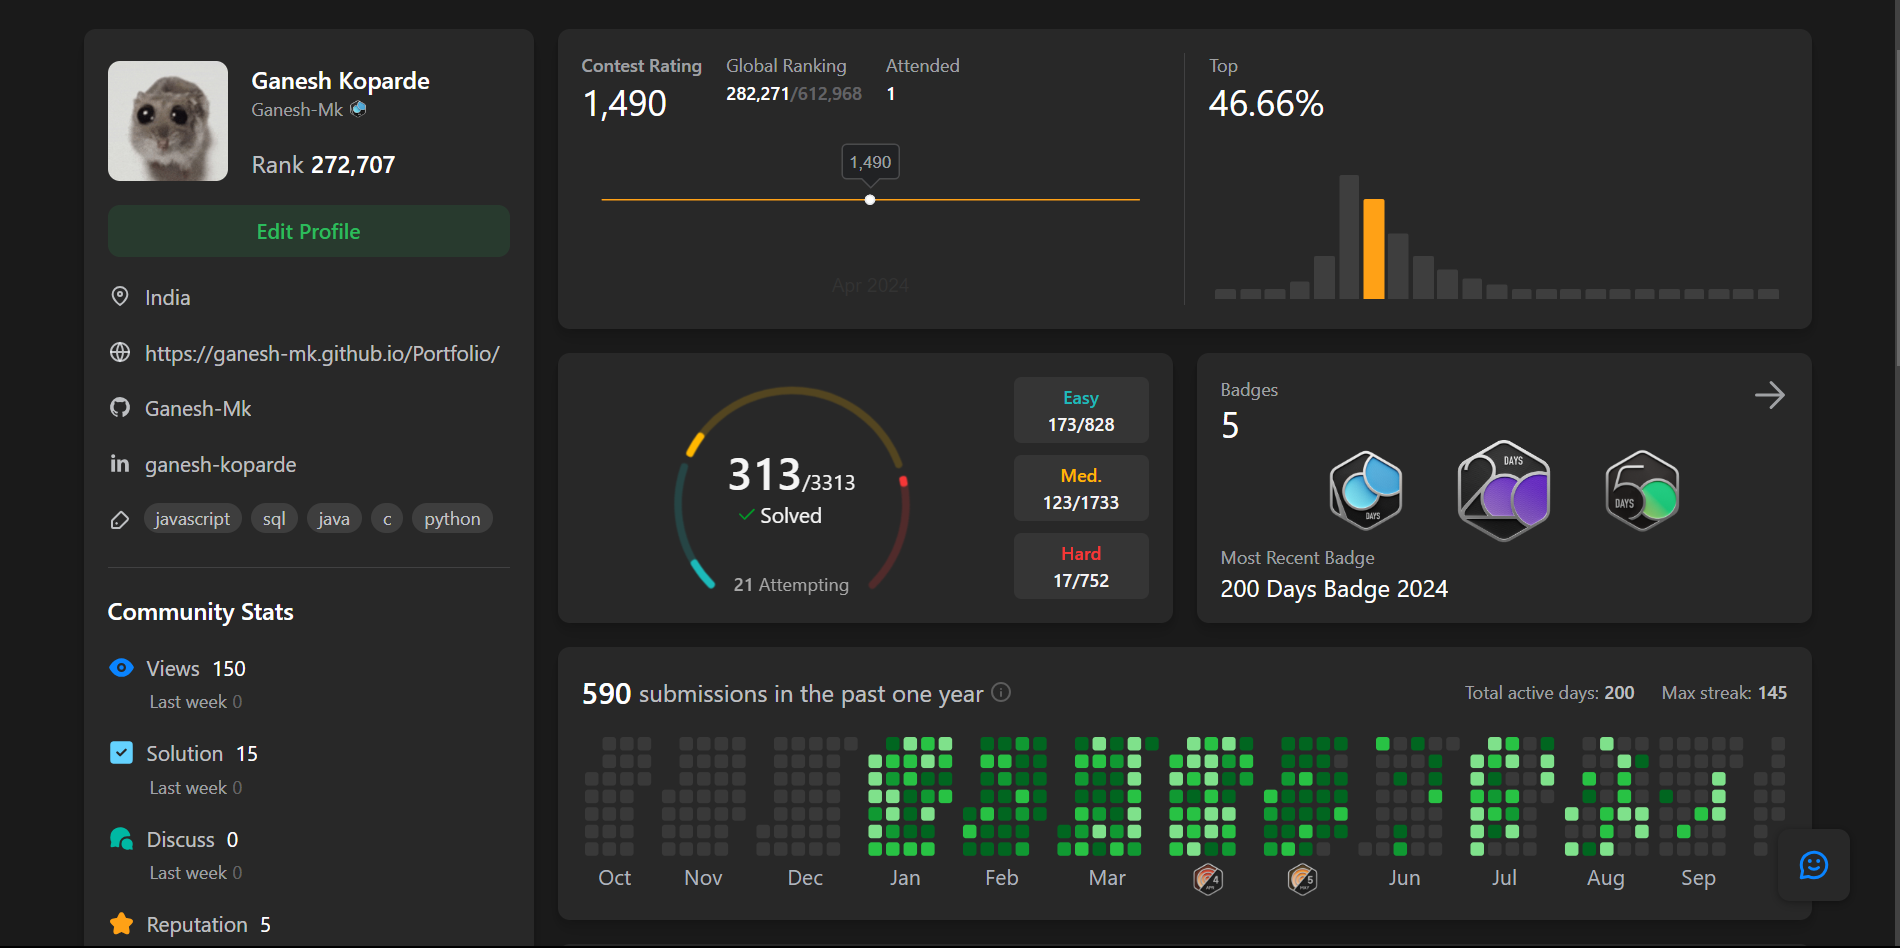 Ganesh Koparde
Ganesh-Mk
Rank 272,707
Edit Profile
India
https://ganesh-mk.github.io/Portfolio/
Ganesh-Mk
ganesh-koparde
javascript sql java c python
Community Stats
Views 150
Last week 0
Solution 15
Last week 0
Discuss 0
Last week 0
Reputation 5
Contest Rating
1,490
Global Ranking
282,271/612,968
Attended
1
1,490
Apr 2024
Top
46.66%
313/3313
Solved
21 Attempting
Easy
173/828
Med.
123/1733
Hard
17/752
Badges
5
DAYS
DAYS
DAYS
Most Recent Badge
200 Days Badge 2024
590 submissions in the past one year
Total active days: 200 Max streak: 145
Oct Nov Dec Jan Feb Mar 4 APR 5 MAY Jun Jul Aug Sep